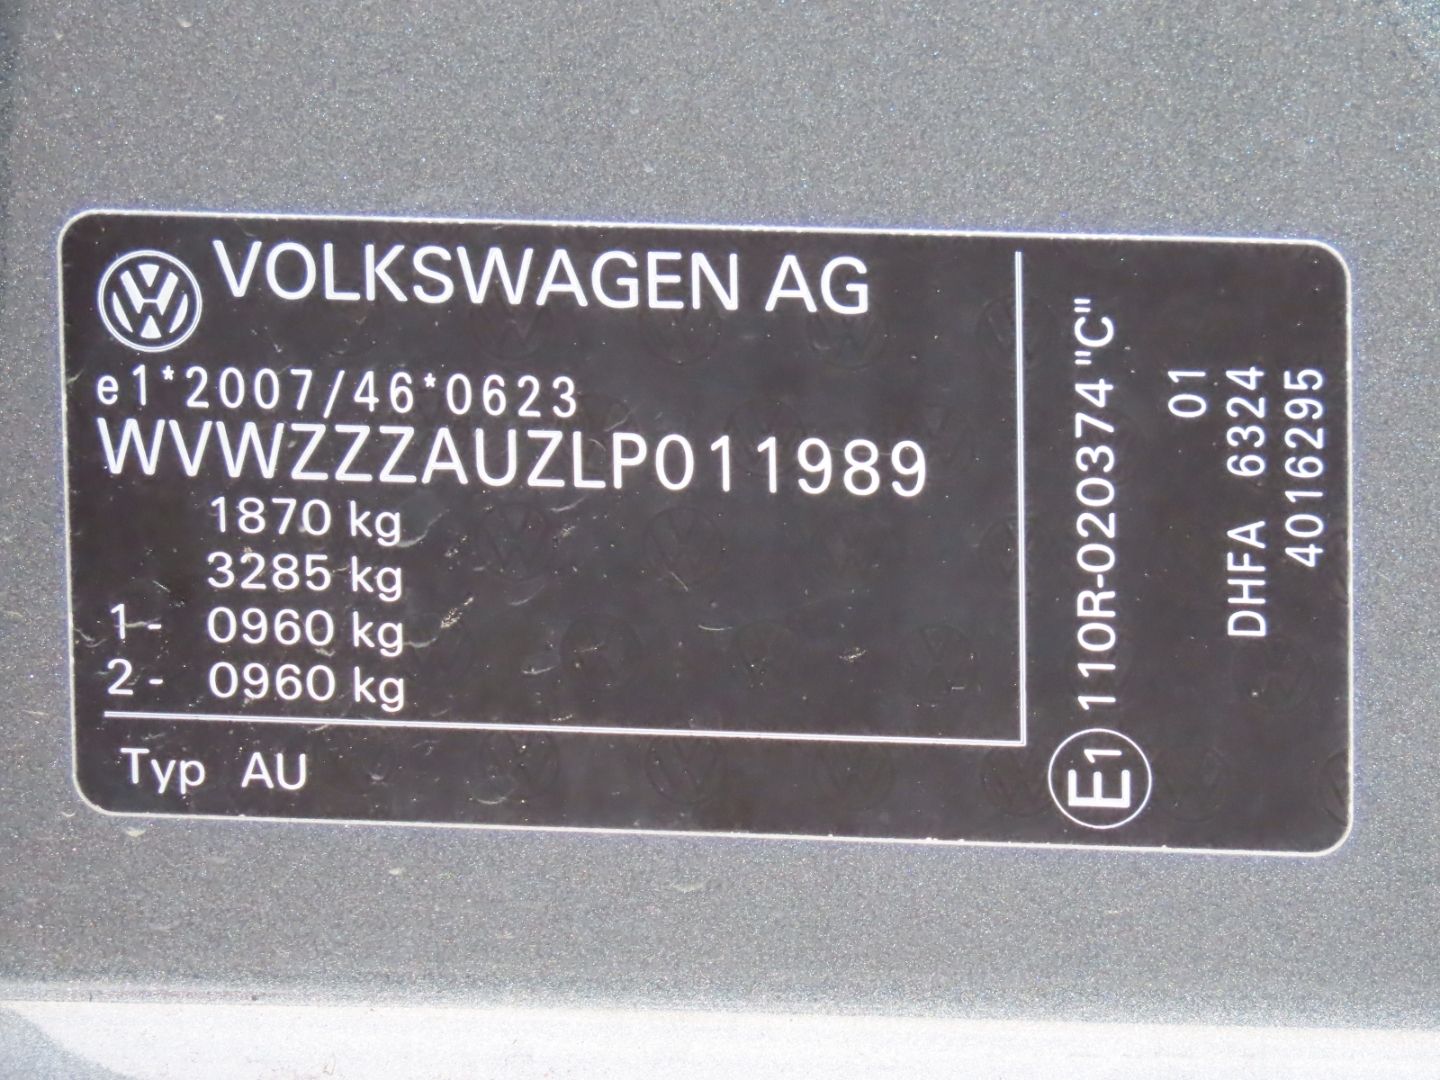 VOLKSWAGEN AG
e1*2007/46*0623
WVWZZZAUZLP011989
1870 kg
3285 kg
1- 0960 kg
2- 0960 kg
Typ AU
E1 110R-020374 "C"
01
DHFA 6324
4016295